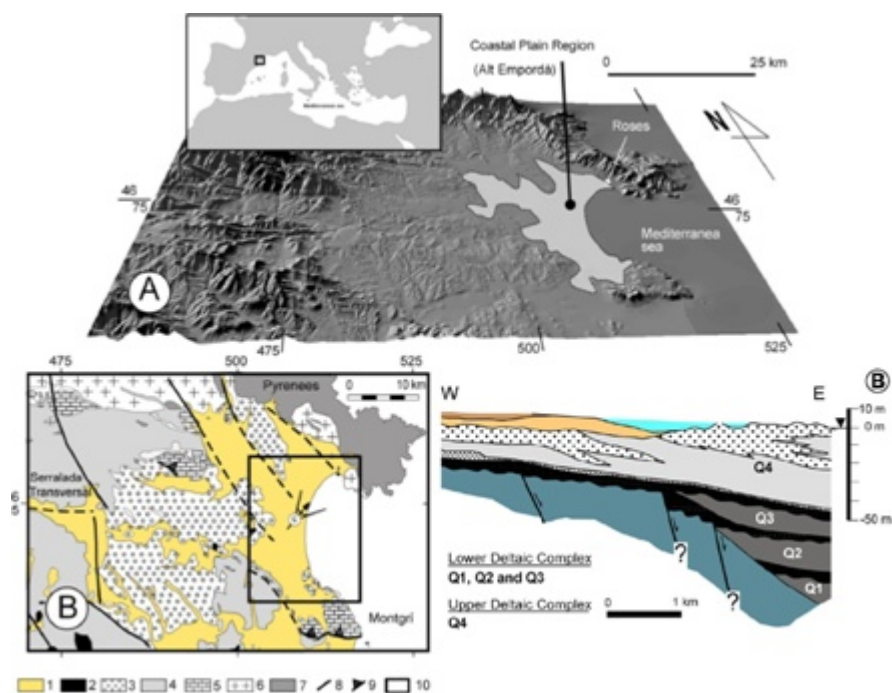 Coastal Plain Region
(Alt Empordà)
0 25 km
N
Roses
46
75
46
75
Mediterranea
sea
A
475
500
525
475 500 525
Pyrenees
0 10 km
Serralada
Transversal
B
Montgrí
1 2 3 4 5 6 7 8 9 10
B
W E
10 m
0 m
-50 m
Q4
Q3
Q2
Q1
?
?
Lower Deltaic Complex
Q1, Q2 and Q3
Upper Deltaic Complex
Q4
0 1 km